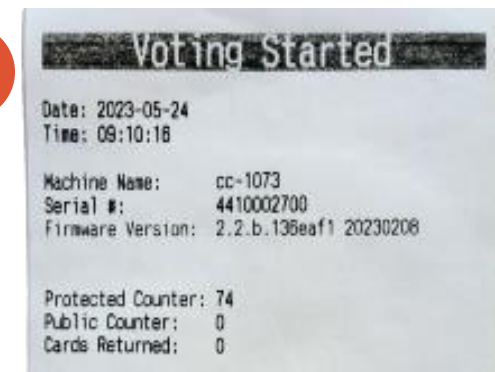 Voting Started
Date: 2023-05-24
Time: 09:10:16
Machine Name: cc-1073
Serial #: 4410002700
Firmware Version: 2.2.b.136eaf1 20230208
Protected Counter: 74
Public Counter: 0
Cards Returned: 0